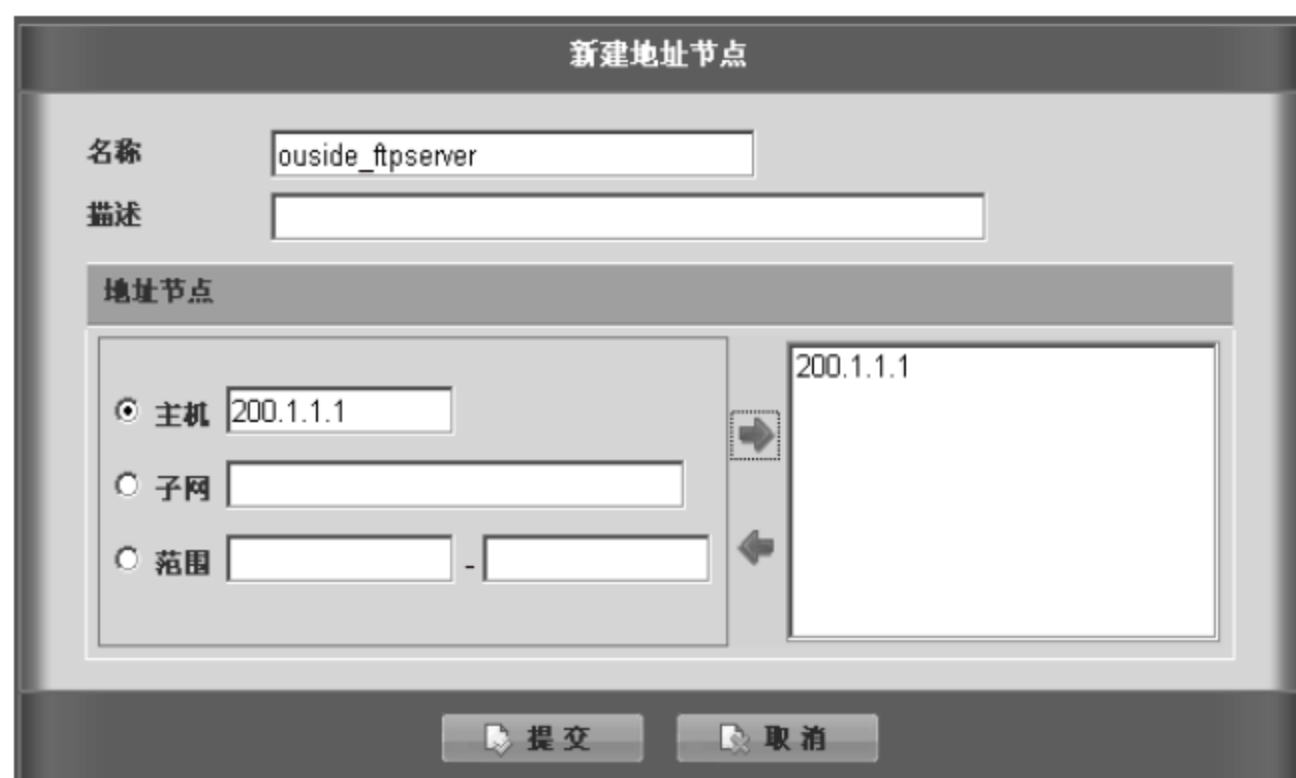 新建地址节点
名称 ouside_ftpserver
描述
地址节点
主机 200.1.1.1
200.1.1.1
子网
范围 -
提交 取消